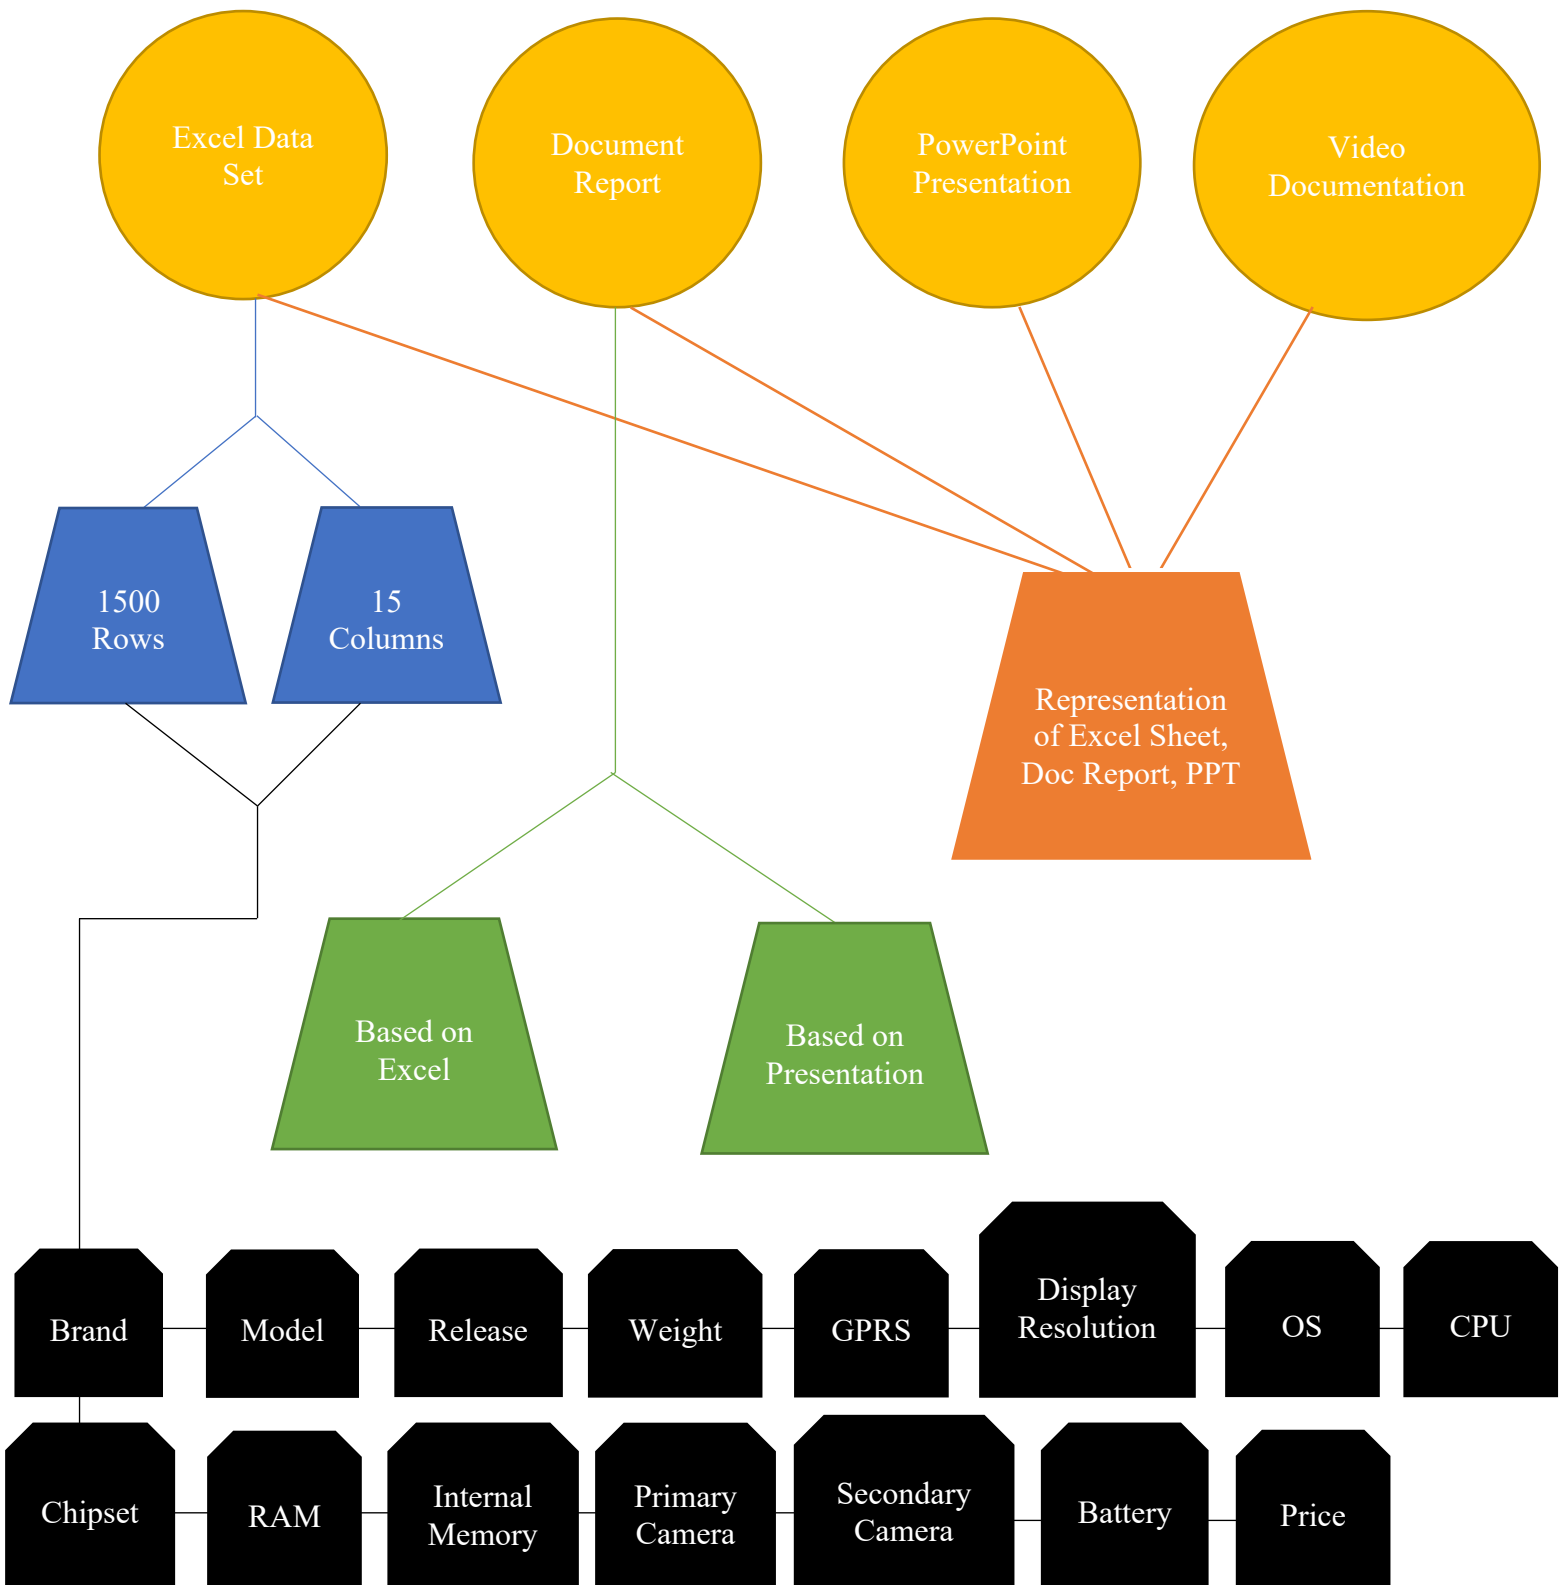 Excel Data
Set
Document
Report
PowerPoint
Presentation
Video
Documentation
1500
Rows
15
Columns
Representation
of Excel Sheet,
Doc Report, PPT
Based on
Excel
Based on
Presentation
Brand
Model
Release
Weight
GPRS
Display
Resolution
OS
CPU
Chipset
RAM
Internal
Memory
Primary
Camera
Secondary
Camera
Battery
Price